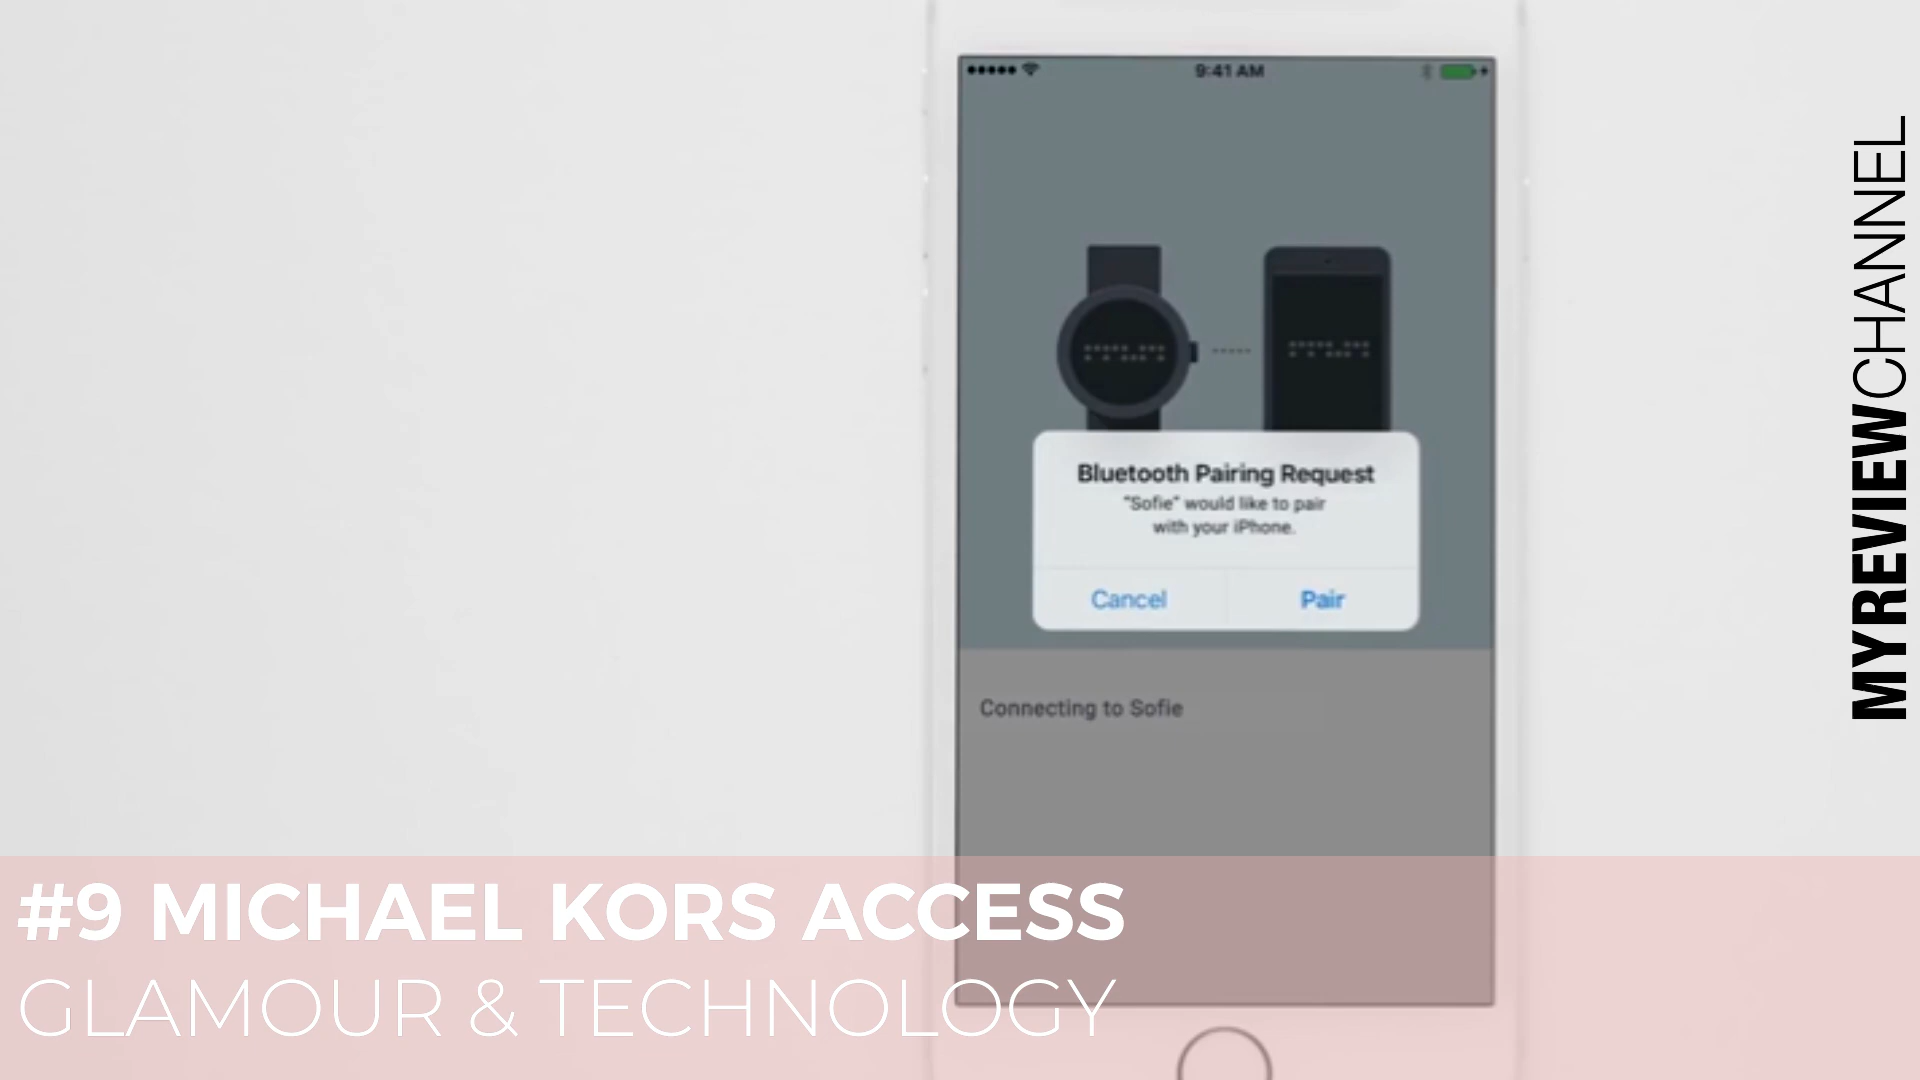 9:41 AM
Bluetooth Pairing Request
"Sofie" would like to pair
with your iPhone.
Cancel Pair
Connecting to Sofie
MYREVIEWCHANNEL
#9 MICHAEL KORS ACCESS
GLAMOUR & TECHNOLOGY